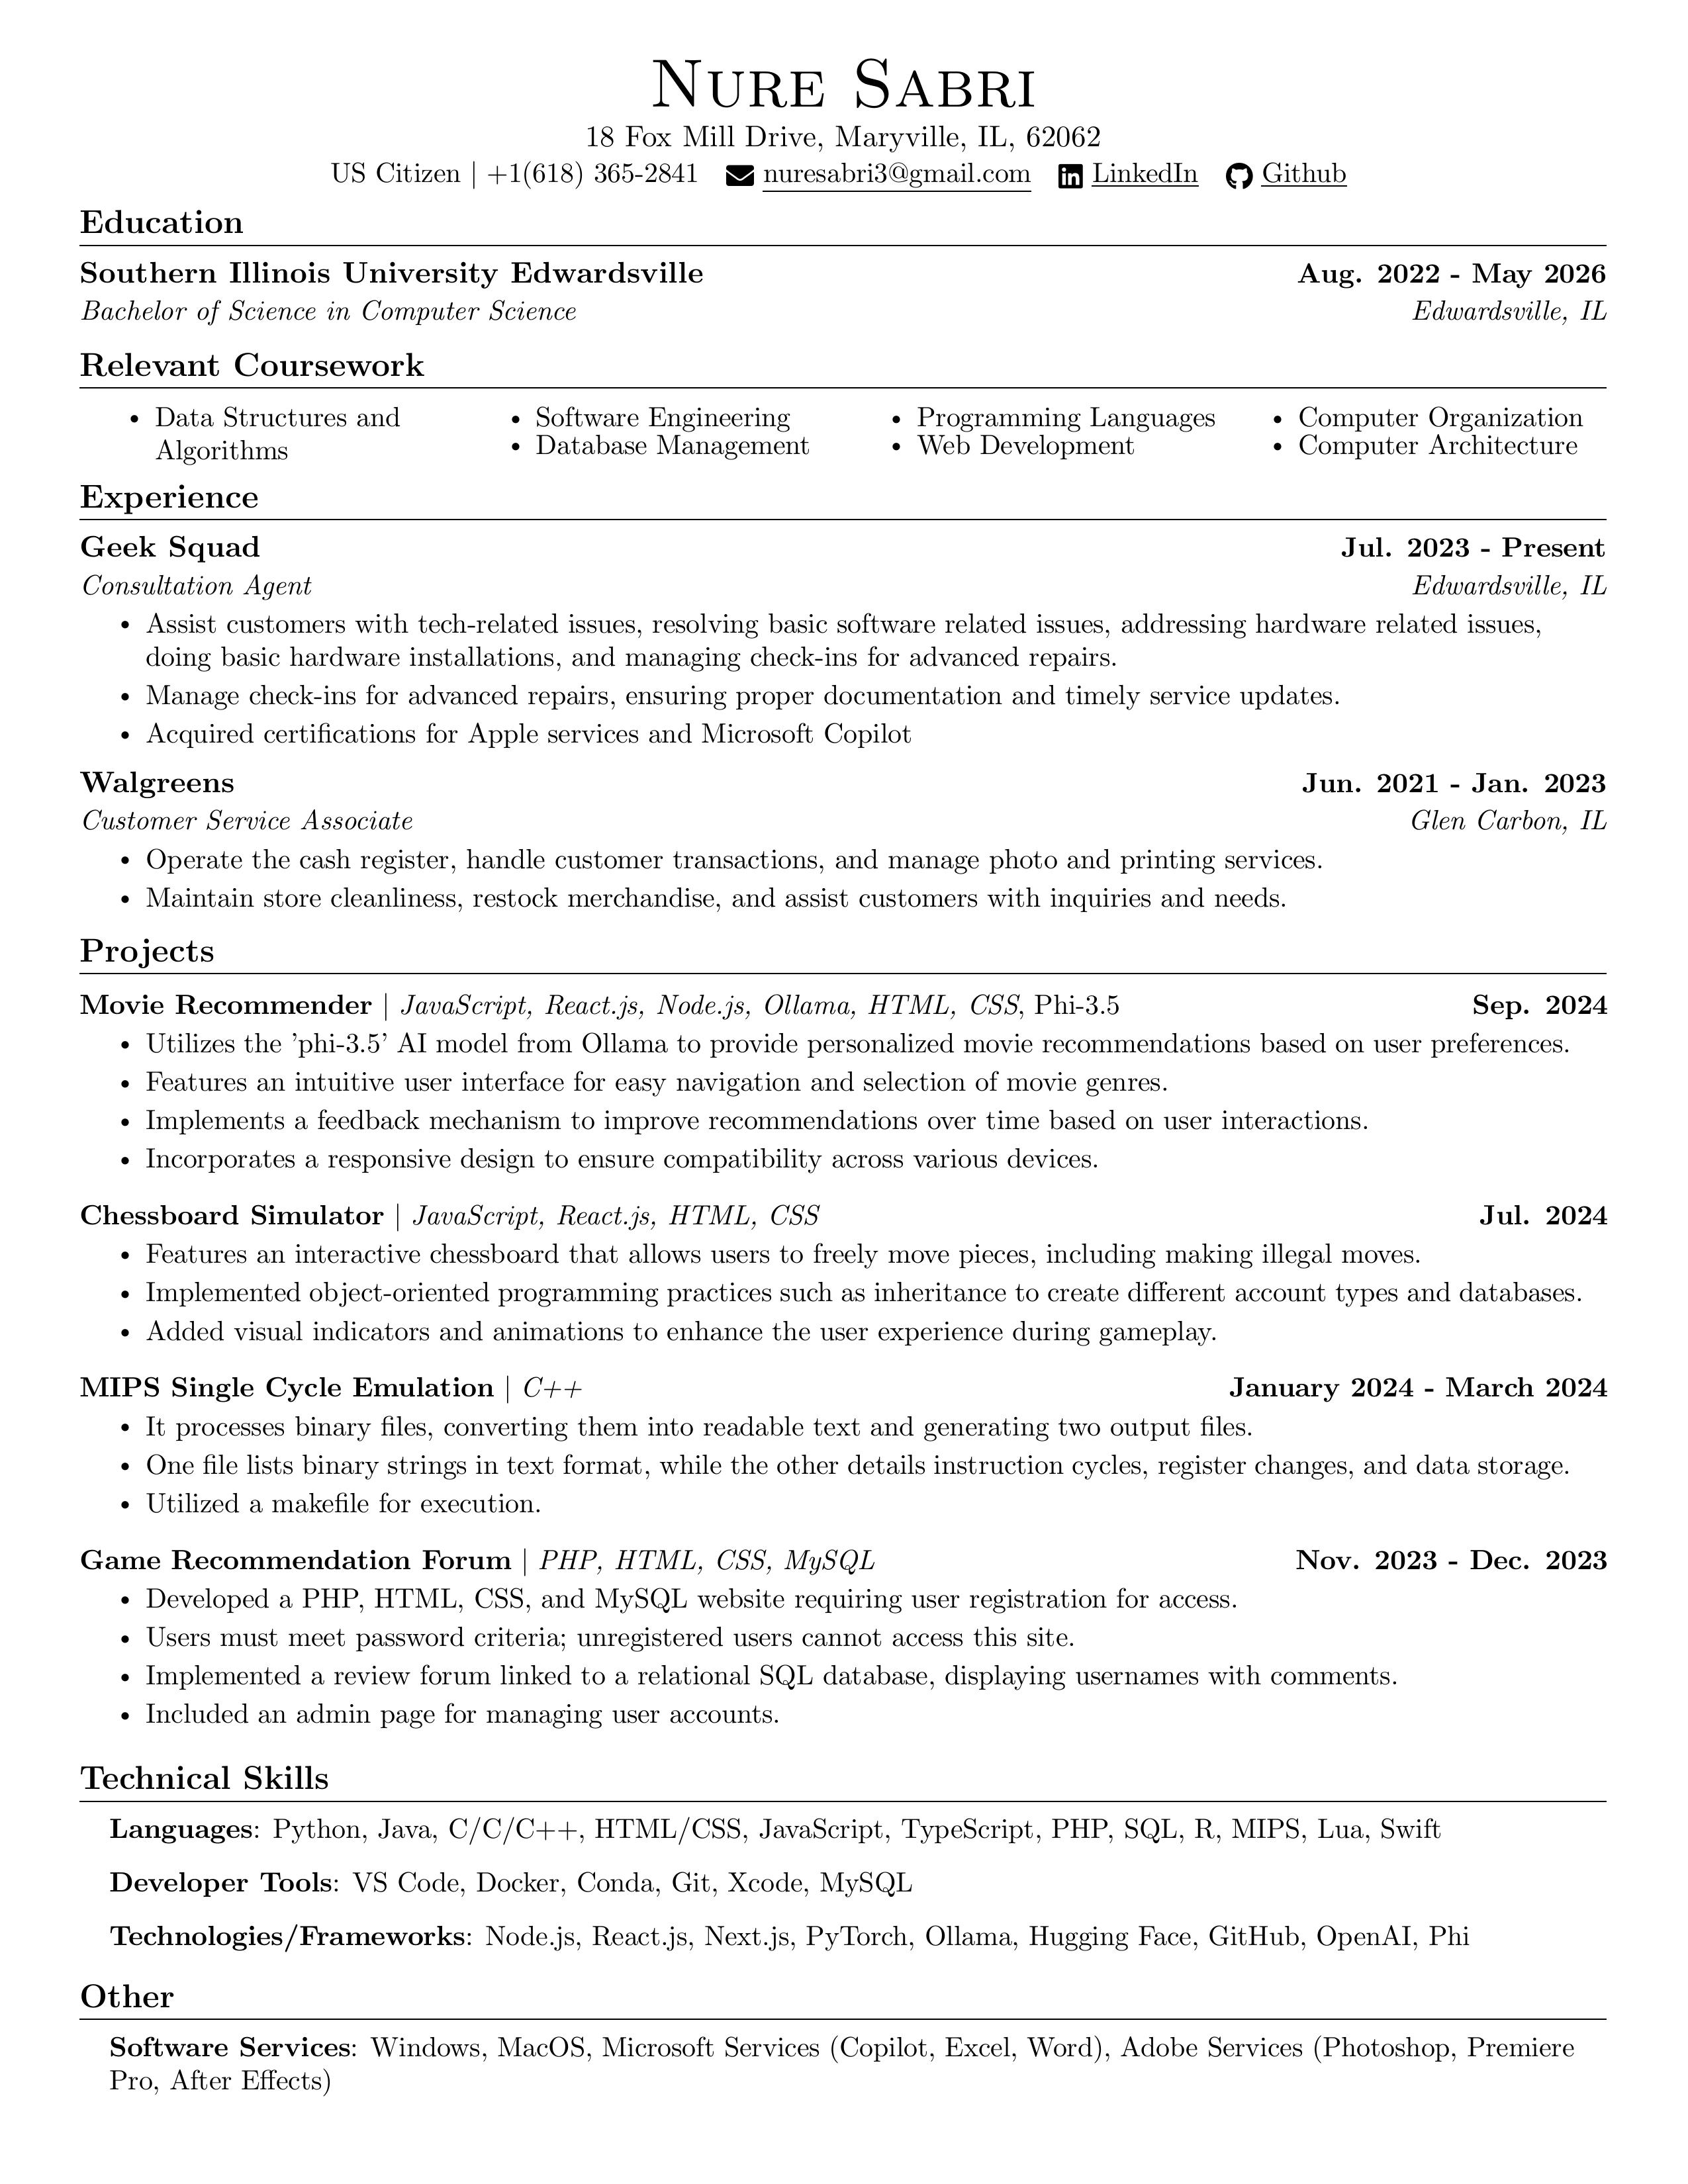 Nure Sabri
18 Fox Mill Drive, Maryville, IL, 62062
US Citizen | +1(618) 365-2841 nuresabri3@gmail.com LinkedIn Github
Education
Southern Illinois University Edwardsville Aug. 2022 - May 2026
Bachelor of Science in Computer Science Edwardsville, IL
Relevant Coursework
• Data Structures and Algorithms
• Software Engineering
• Database Management
• Programming Languages
• Web Development
• Computer Organization
• Computer Architecture
Experience
Geek Squad Jul. 2023 - Present
Consultation Agent Edwardsville, IL
• Assist customers with tech-related issues, resolving basic software related issues, addressing hardware related issues,
doing basic hardware installations, and managing check-ins for advanced repairs.
• Manage check-ins for advanced repairs, ensuring proper documentation and timely service updates.
• Acquired certifications for Apple services and Microsoft Copilot
Walgreens Jun. 2021 - Jan. 2023
Customer Service Associate Glen Carbon, IL
• Operate the cash register, handle customer transactions, and manage photo and printing services.
• Maintain store cleanliness, restock merchandise, and assist customers with inquiries and needs.
Projects
Movie Recommender | JavaScript, React.js, Node.js, Ollama, HTML, CSS, Phi-3.5 Sep. 2024
• Utilizes the ’phi-3.5’ AI model from Ollama to provide personalized movie recommendations based on user preferences.
• Features an intuitive user interface for easy navigation and selection of movie genres.
• Implements a feedback mechanism to improve recommendations over time based on user interactions.
• Incorporates a responsive design to ensure compatibility across various devices.
Chessboard Simulator | JavaScript, React.js, HTML, CSS Jul. 2024
• Features an interactive chessboard that allows users to freely move pieces, including making illegal moves.
• Implemented object-oriented programming practices such as inheritance to create different account types and databases.
• Added visual indicators and animations to enhance the user experience during gameplay.
MIPS Single Cycle Emulation | C++ January 2024 - March 2024
• It processes binary files, converting them into readable text and generating two output files.
• One file lists binary strings in text format, while the other details instruction cycles, register changes, and data storage.
• Utilized a makefile for execution.
Game Recommendation Forum | PHP, HTML, CSS, MySQL Nov. 2023 - Dec. 2023
• Developed a PHP, HTML, CSS, and MySQL website requiring user registration for access.
• Users must meet password criteria; unregistered users cannot access this site.
• Implemented a review forum linked to a relational SQL database, displaying usernames with comments.
• Included an admin page for managing user accounts.
Technical Skills
Languages: Python, Java, C/C/C++, HTML/CSS, JavaScript, TypeScript, PHP, SQL, R, MIPS, Lua, Swift
Developer Tools: VS Code, Docker, Conda, Git, Xcode, MySQL
Technologies/Frameworks: Node.js, React.js, Next.js, PyTorch, Ollama, Hugging Face, GitHub, OpenAI, Phi
Other
Software Services: Windows, MacOS, Microsoft Services (Copilot, Excel, Word), Adobe Services (Photoshop, Premiere
Pro, After Effects)